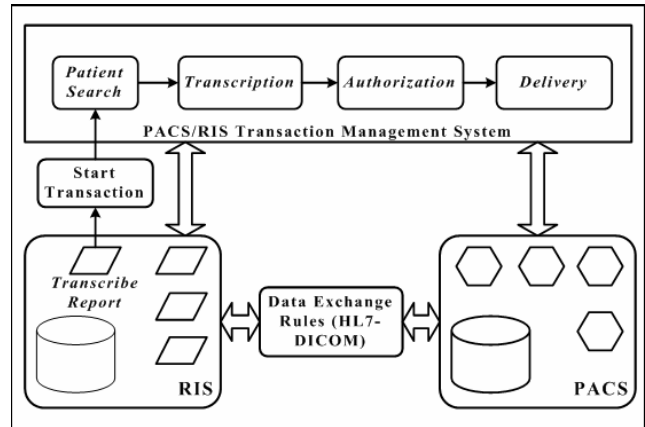 Patient
Search
Transcription
Authorization
Delivery
PACS/RIS Transaction Management System
Start
Transaction
Transcribe
Report
RIS
Data Exchange
Rules (HL7-
DICOM)
PACS